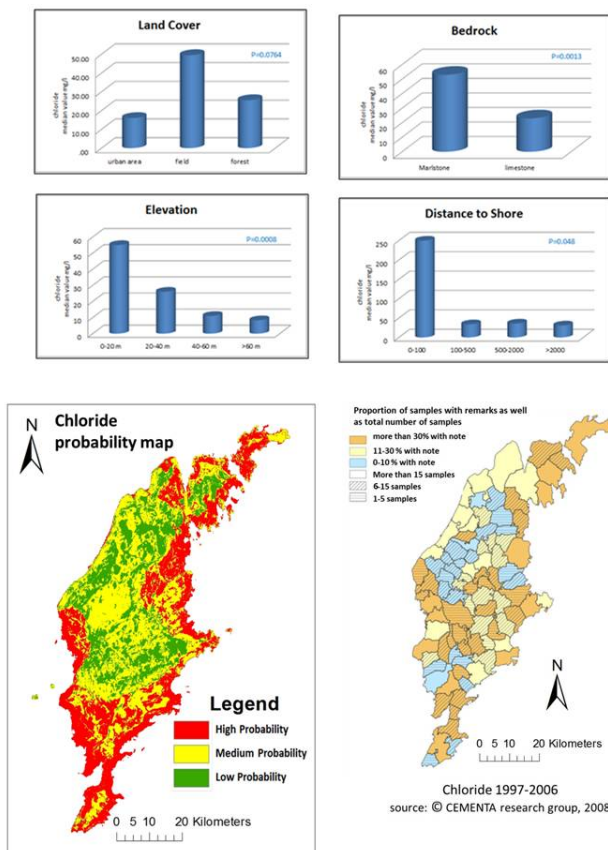 Land Cover
P=0.0764
chloride
median value mg/l
50.00
40.00
30.00
20.00
10.00
.00
urban area field forest
Bedrock
P=0.0013
chloride
median value mg/l
60
50
40
30
20
10
0
Marlstone limestone
Elevation
P=0.0008
chloride
median value mg/l
60
50
40
30
20
10
0
0-20 m 20-40 m 40-60 m >60 m
Distance to Shore
P=0.048
chloride
median value mg/l
250
200
150
100
50
0
0-100 100-500 500-2000 >2000
N
Chloride
probability map
Legend
High Probability
Medium Probability
Low Probability
0 5 10 20 Kilometers
Proportion of samples with remarks as well
as total number of samples
more than 30% with note
11-30 % with note
0-10 % with note
More than 15 samples
6-15 samples
1-5 samples
N
0 5 10 20 Kilometers
Chloride 1997-2006
source: © CEMENTA research group, 2008